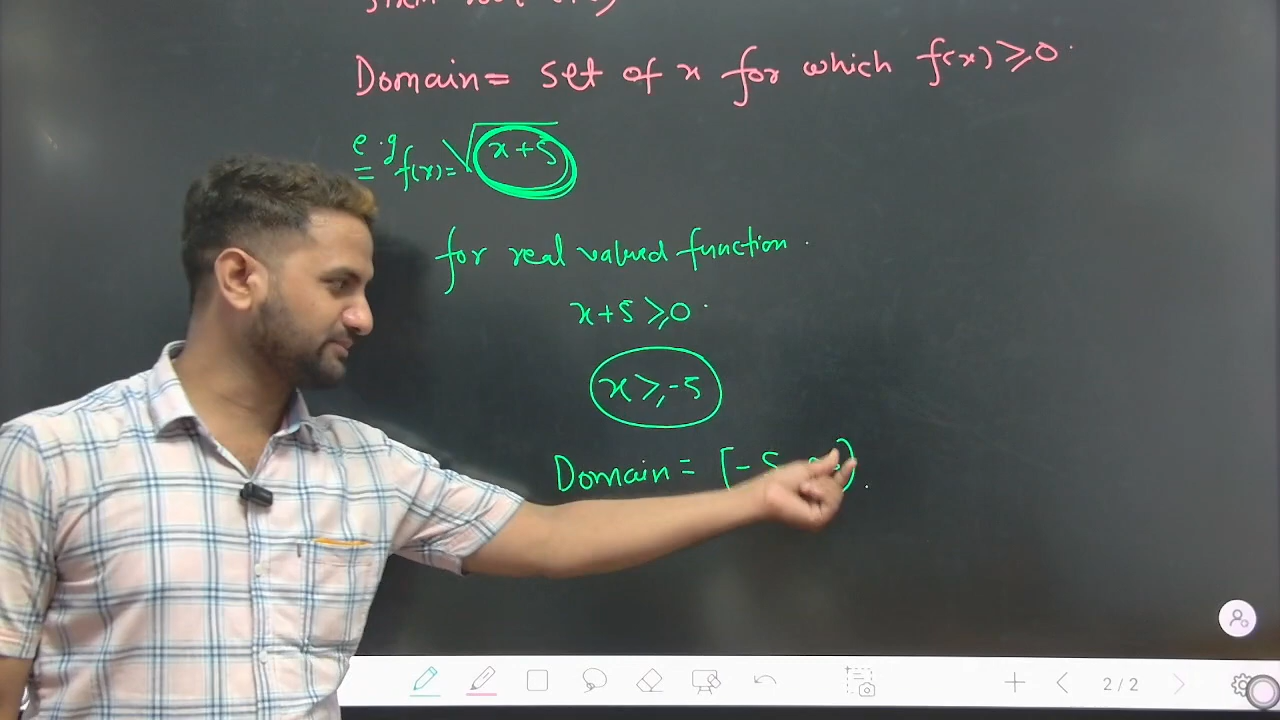 Domain = set of x for which f(x) ≥ 0.
e.g f(x) = √x+5
for real valued function.
x+5 ≥ 0.
x ≥ -5
Domain = [-5, ∞).
2/2